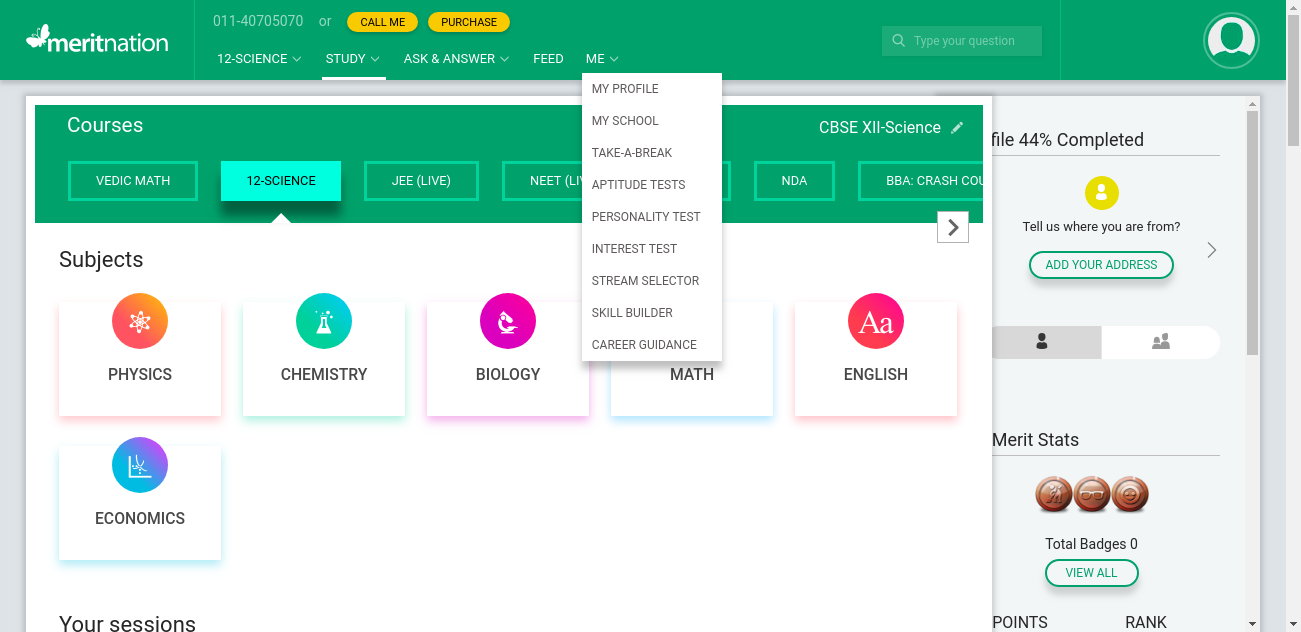 011-40705070 or CALL ME PURCHASE
meritnation
Type your question
12-SCIENCE STUDY ASK & ANSWER FEED ME
MY PROFILE
MY SCHOOL
TAKE-A-BREAK
APTITUDE TESTS
PERSONALITY TEST
INTEREST TEST
STREAM SELECTOR
SKILL BUILDER
CAREER GUIDANCE
Courses
CBSE XII-Science
VEDIC MATH 12-SCIENCE JEE (LIVE) NEET (LIV NDA BBA: CRASH COU
Subjects
PHYSICS CHEMISTRY BIOLOGY MATH Aa ENGLISH
ECONOMICS
Your sessions
file 44% Completed
Tell us where you are from?
ADD YOUR ADDRESS
Merit Stats
Total Badges 0
VIEW ALL
POINTS RANK